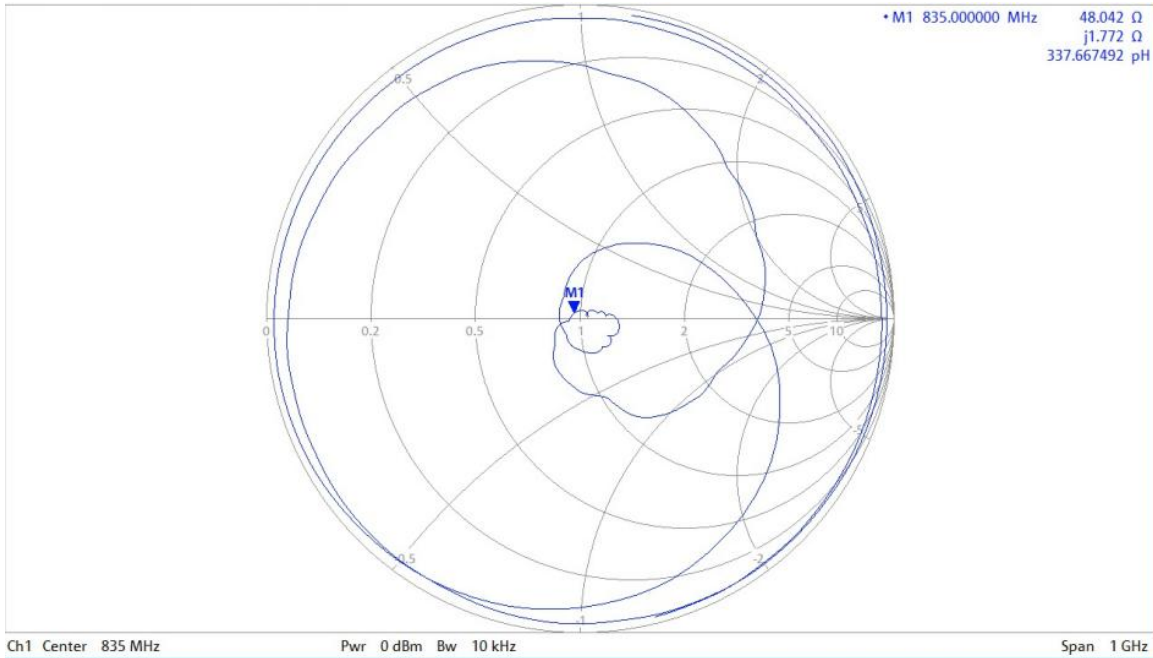 • M1 835.000000 MHz 48.042 Ω
j1.772 Ω
337.667492 pH
1
0.5
2
5
M1
0 0.2 0.5 1 2 5 10
-5
-0.5
-2
-1
Ch1 Center 835 MHz Pwr 0 dBm Bw 10 kHz Span 1 GHz